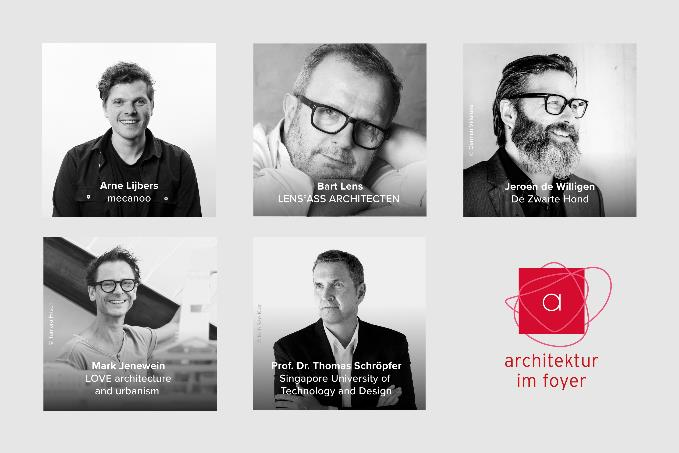 Arne Lijbers
mecanoo
Bart Lens
LENS°ASS ARCHITECTEN
Jeroen de Willigen
De Zwarte Hond
Mark Jenewein
LOVE architecture
and urbanism
Prof. Dr. Thomas Schröpfer
Singapore University of
Technology and Design
a
architektur
im foyer